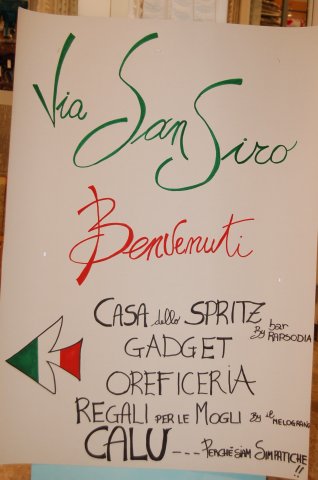 Via San Siro
Benvenuti
CASA dello SPRITZ By bar RAPSODIA
GADGET
OREFICERIA
REGALI PER LE MOGLI By il MELOGRANO
CALU --- PERCHÈ SIAM SIMPATICHE!!